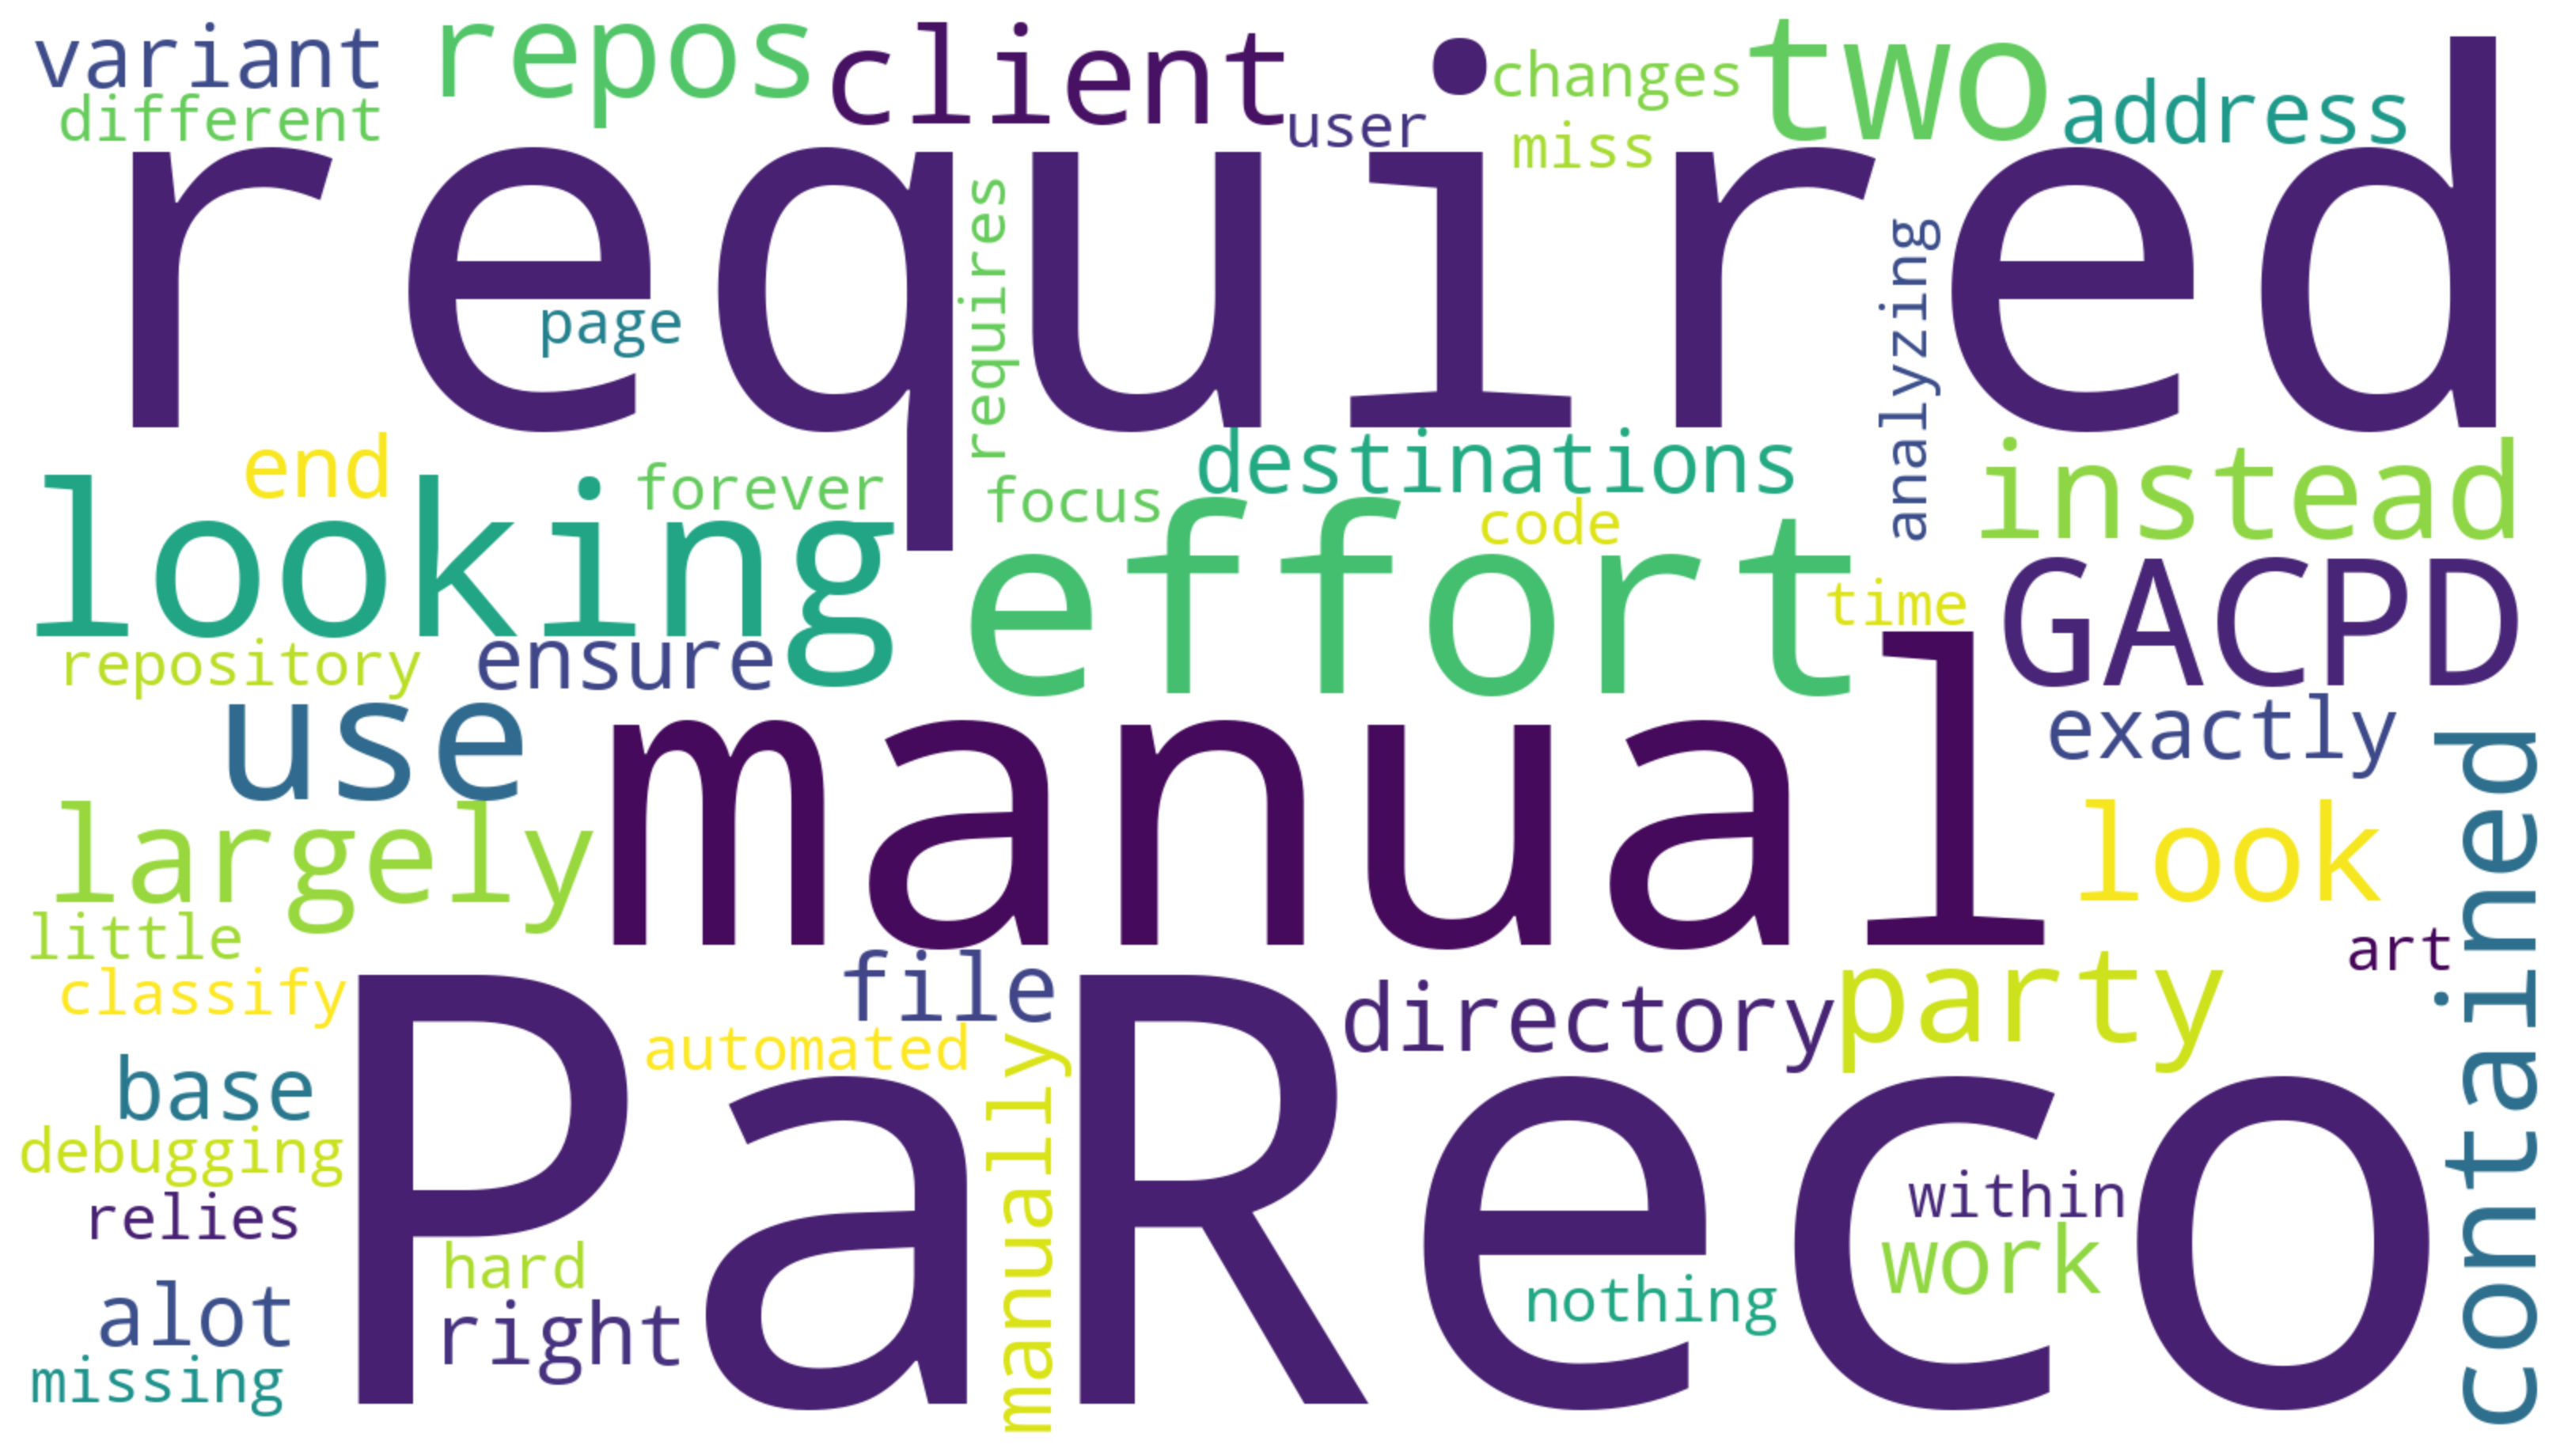 variant
repos
client
changes
two
different
user
miss
address
required
requires
page
analyzing
end
looking
forever
focus
destinations
code
instead
effort
time
GACPD
repository
ensure
use
manual
exactly
contained
largely
look
little
classify
file
directory
party
art
automated
manually
PaReco
base
debugging
relies
within
work
hard
nothing
alot
right
missing